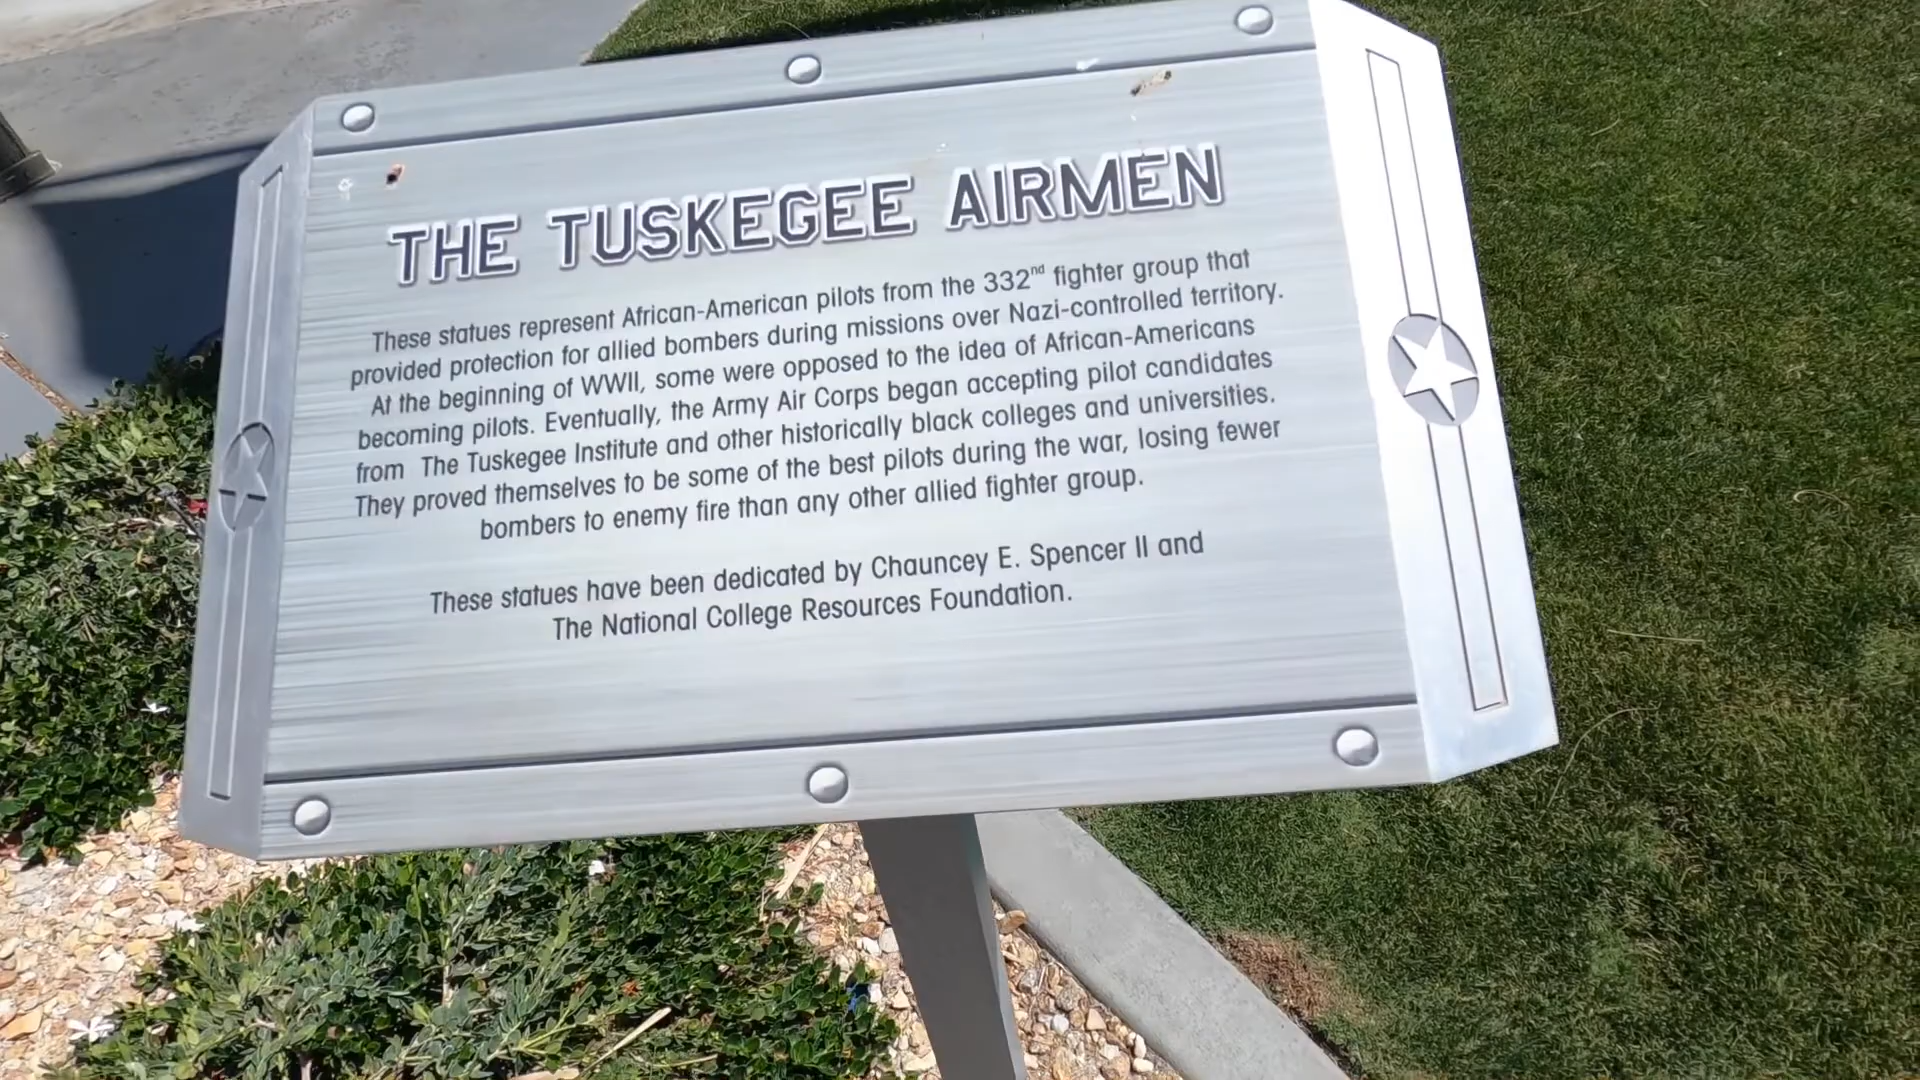 THE TUSKEGEE AIRMEN
These statues represent African-American pilots from the 332nd fighter group that
provided protection for allied bombers during missions over Nazi-controlled territory.
At the beginning of WWII, some were opposed to the idea of African-Americans
becoming pilots. Eventually, the Army Air Corps began accepting pilot candidates
from The Tuskegee Institute and other historically black colleges and universities.
They proved themselves to be some of the best pilots during the war, losing fewer
bombers to enemy fire than any other allied fighter group.
These statues have been dedicated by Chauncey E. Spencer II and
The National College Resources Foundation.